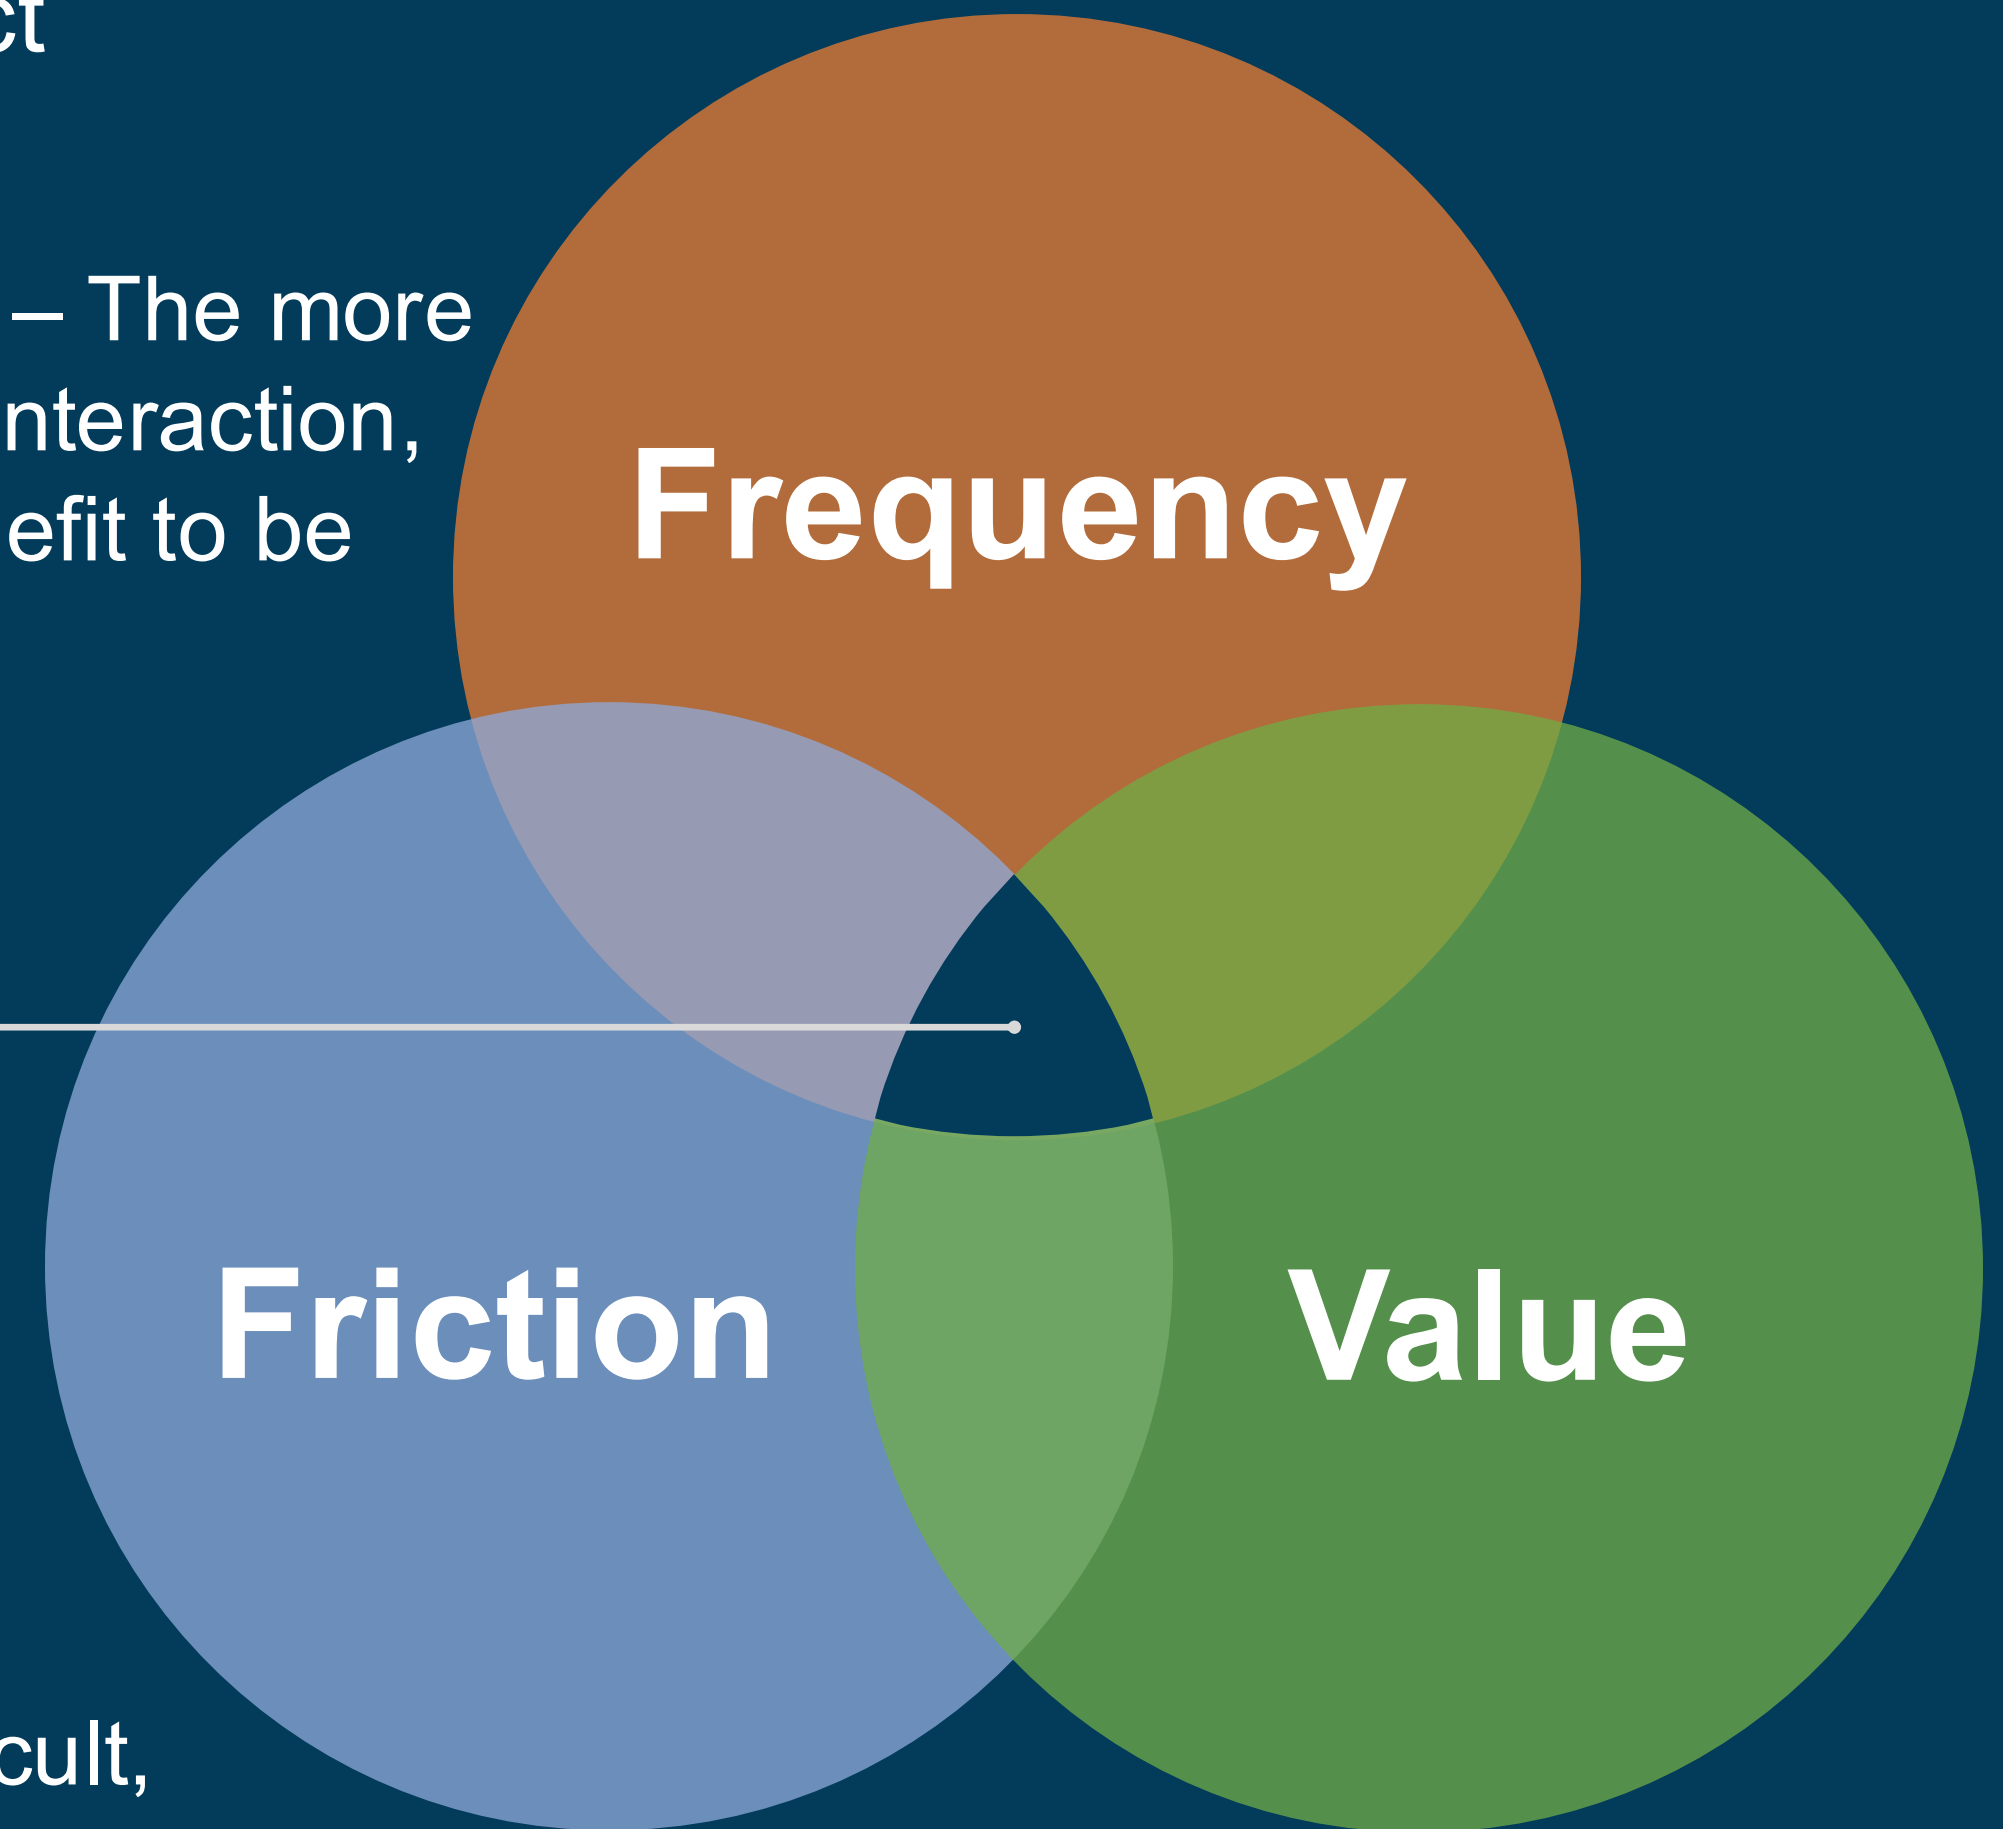 ct
– The more
nteraction,
efit to be
Frequency
Friction
Value
cult,